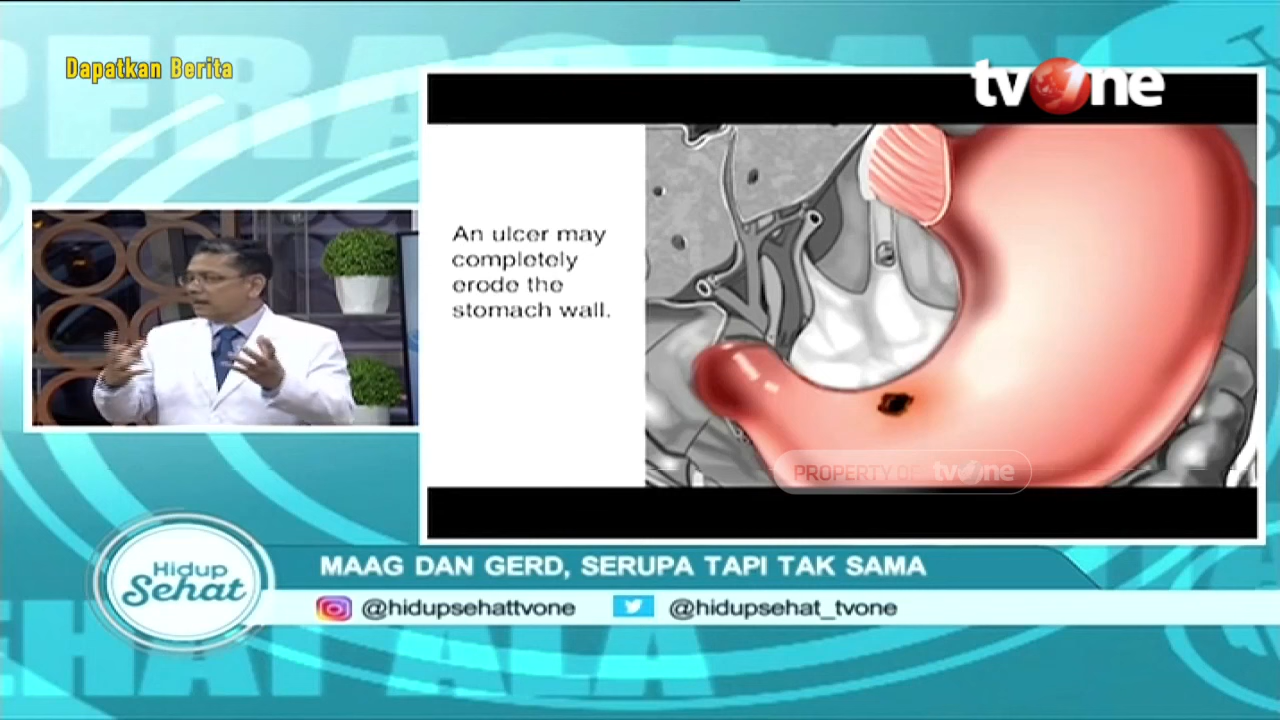 Dapatkan Berita
tvOne
An ulcer may
completely
erode the
stomach wall.
PROPERTY OF tvOne
Hidup
Sehat
MAAG DAN GERD, SERUPA TAPI TAK SAMA
@hidupsehattvone @hidupsehat_tvone